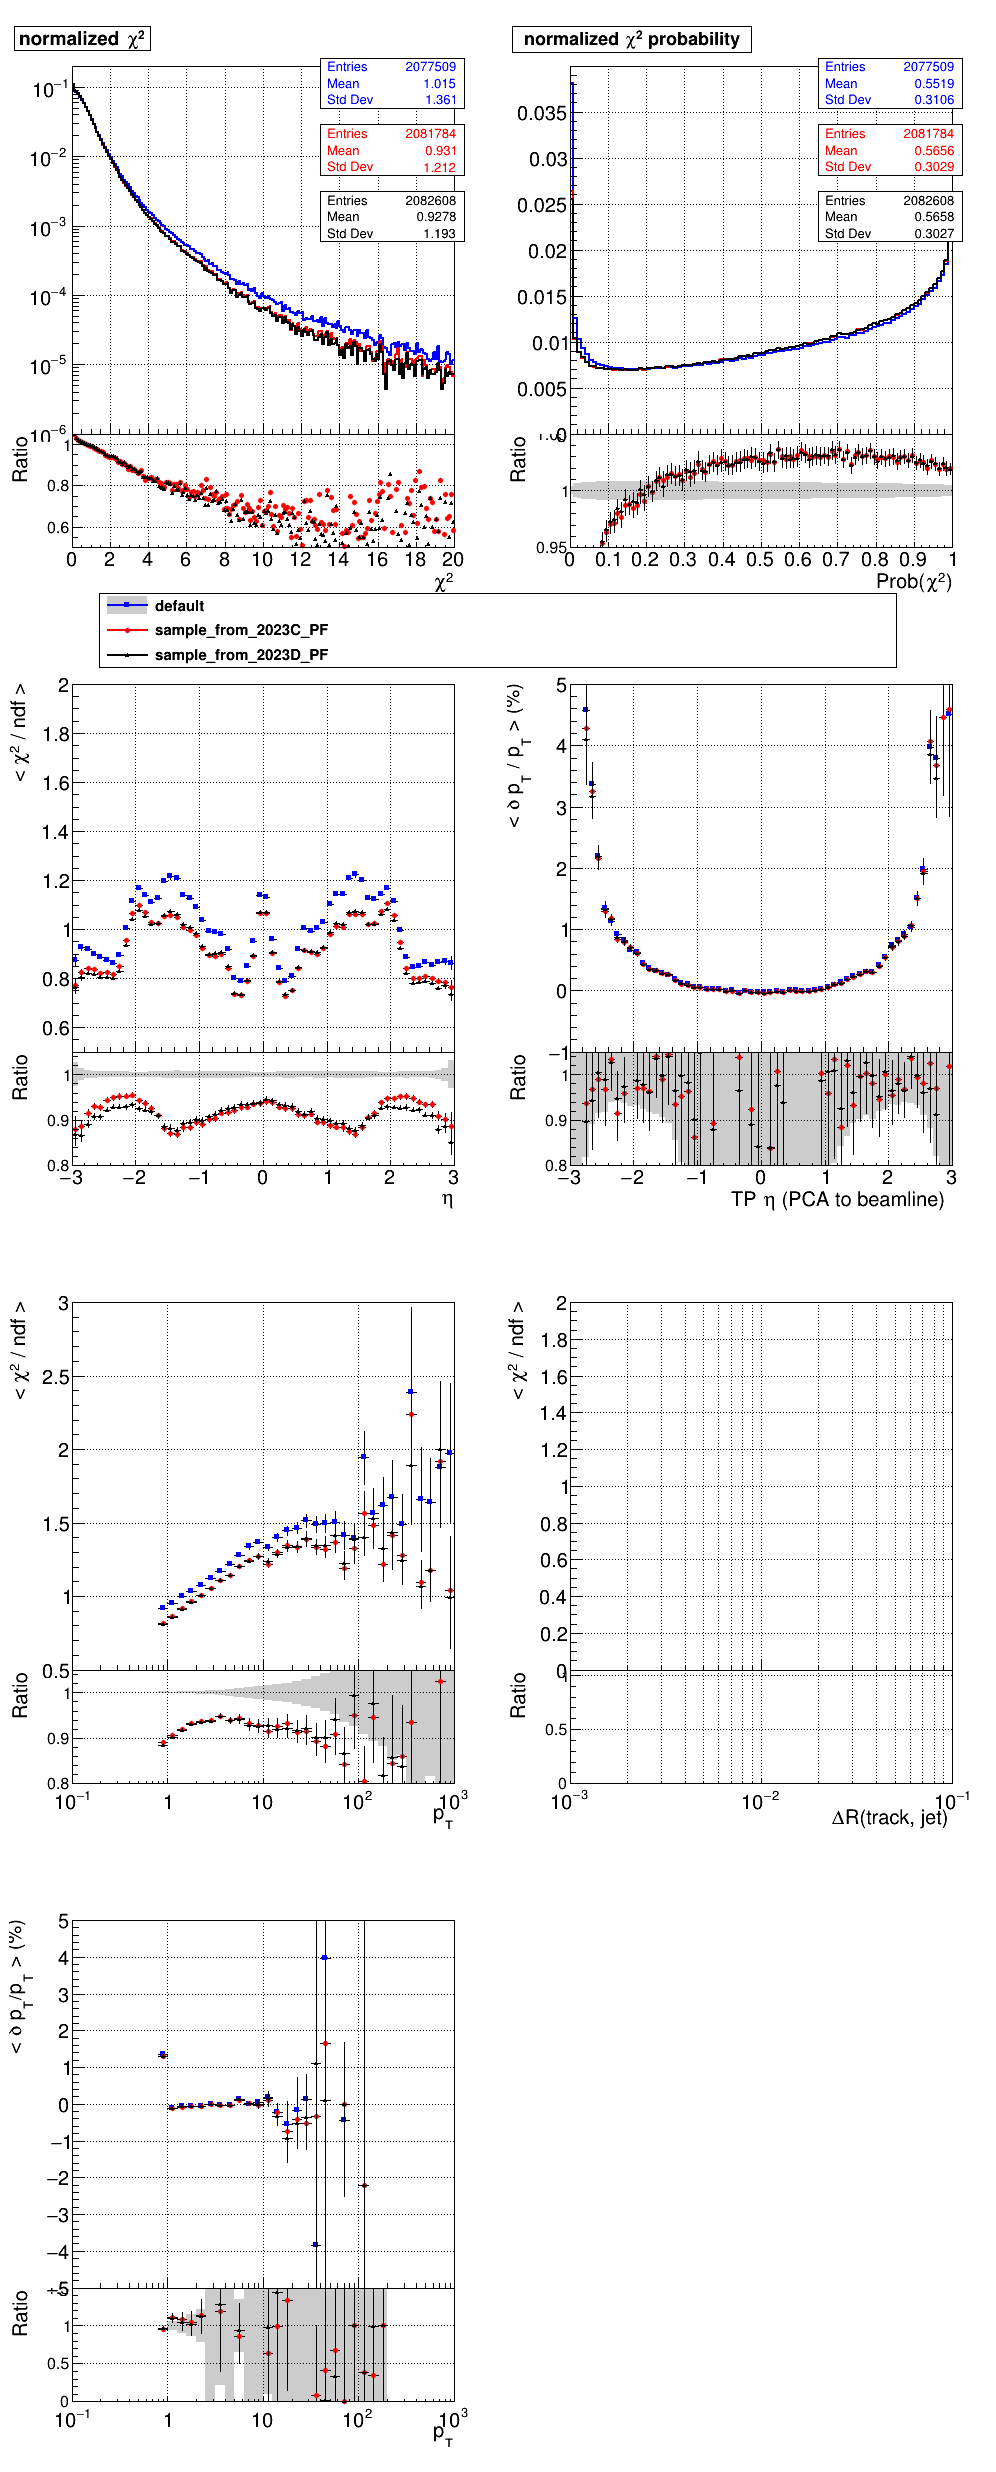 normalized χ²
Entries 2077509
Mean 1.015
Std Dev 1.361
Entries 2081784
Mean 0.931
Std Dev 1.212
Entries 2082608
Mean 0.9278
Std Dev 1.193
10⁻¹
10⁻²
10⁻³
10⁻⁴
10⁻⁵
10⁻⁶
Ratio
1
0.8
0.6
0 2 4 6 8 10 12 14 16 18 20
χ²
normalized χ² probability
Entries 2077509
Mean 0.5519
Std Dev 0.3106
Entries 2081784
Mean 0.5656
Std Dev 0.3029
Entries 2082608
Mean 0.5658
Std Dev 0.3027
0.035
0.03
0.025
0.02
0.015
0.01
0.005
0
Ratio
1
0.95
0 0.1 0.2 0.3 0.4 0.5 0.6 0.7 0.8 0.9 1
Prob(χ²)
default
sample_from_2023C_PF
sample_from_2023D_PF
< χ² / ndf >
2
1.8
1.6
1.4
1.2
1
0.8
0.6
Ratio
1
0.9
0.8
−3 −2 −1 0 1 2 3
η
< δ p_T / p_T > (%)
5
4
3
2
1
0
−1
Ratio
1
0.9
0.8
−3 −2 −1 0 1 2 3
TP η (PCA to beamline)
< χ² / ndf >
3
2.5
2
1.5
1
0.5
Ratio
1
0.9
0.8
10⁻¹ 1 10 10² 10³
p_T
< χ² / ndf >
2
1.8
1.6
1.4
1.2
1
0.8
0.6
0.4
0.2
0
Ratio
1
0.5
0
10⁻³ 10⁻² 10⁻¹
ΔR(track, jet)
< δ p_T/p_T > (%)
5
4
3
2
1
0
−1
−2
−3
−4
−5
Ratio
1
0.5
0
10⁻¹ 1 10 10² 10³
p_T